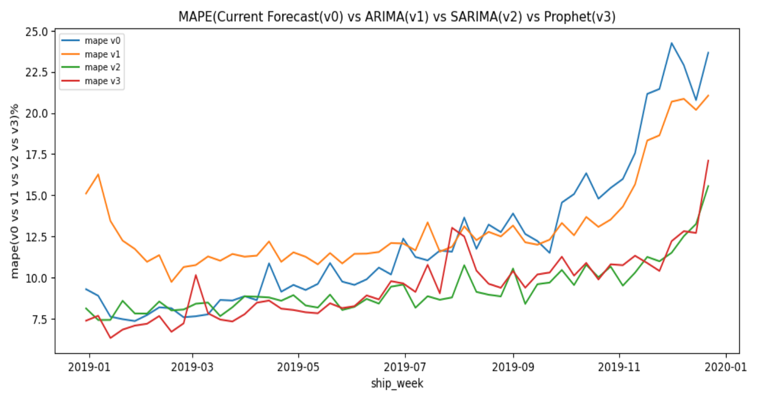 MAPE(Current Forecast(v0) vs ARIMA(v1) vs SARIMA(v2) vs Prophet(v3)
mape v0
mape v1
mape v2
mape v3
mape(v0 vs v1 vs v2 vs v3)%
25.0
22.5
20.0
17.5
15.0
12.5
10.0
7.5
2019-01
2019-03
2019-05
2019-07
2019-09
2019-11
2020-01
ship_week